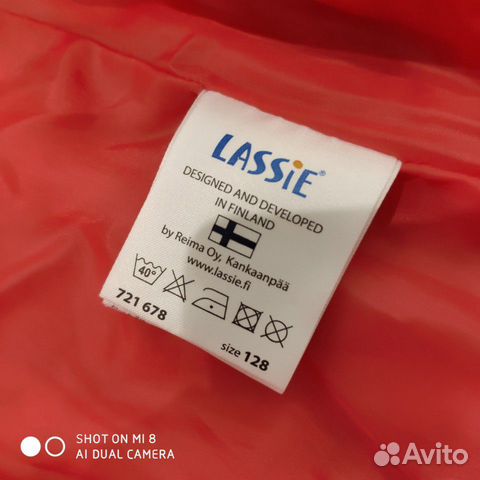 LASSiE®
DESIGNED AND DEVELOPED
IN FINLAND
by Reima Oy, Kankaanpää
www.lassie.fi
40°
721 678
size 128
SHOT ON MI 8
AI DUAL CAMERA
Avito